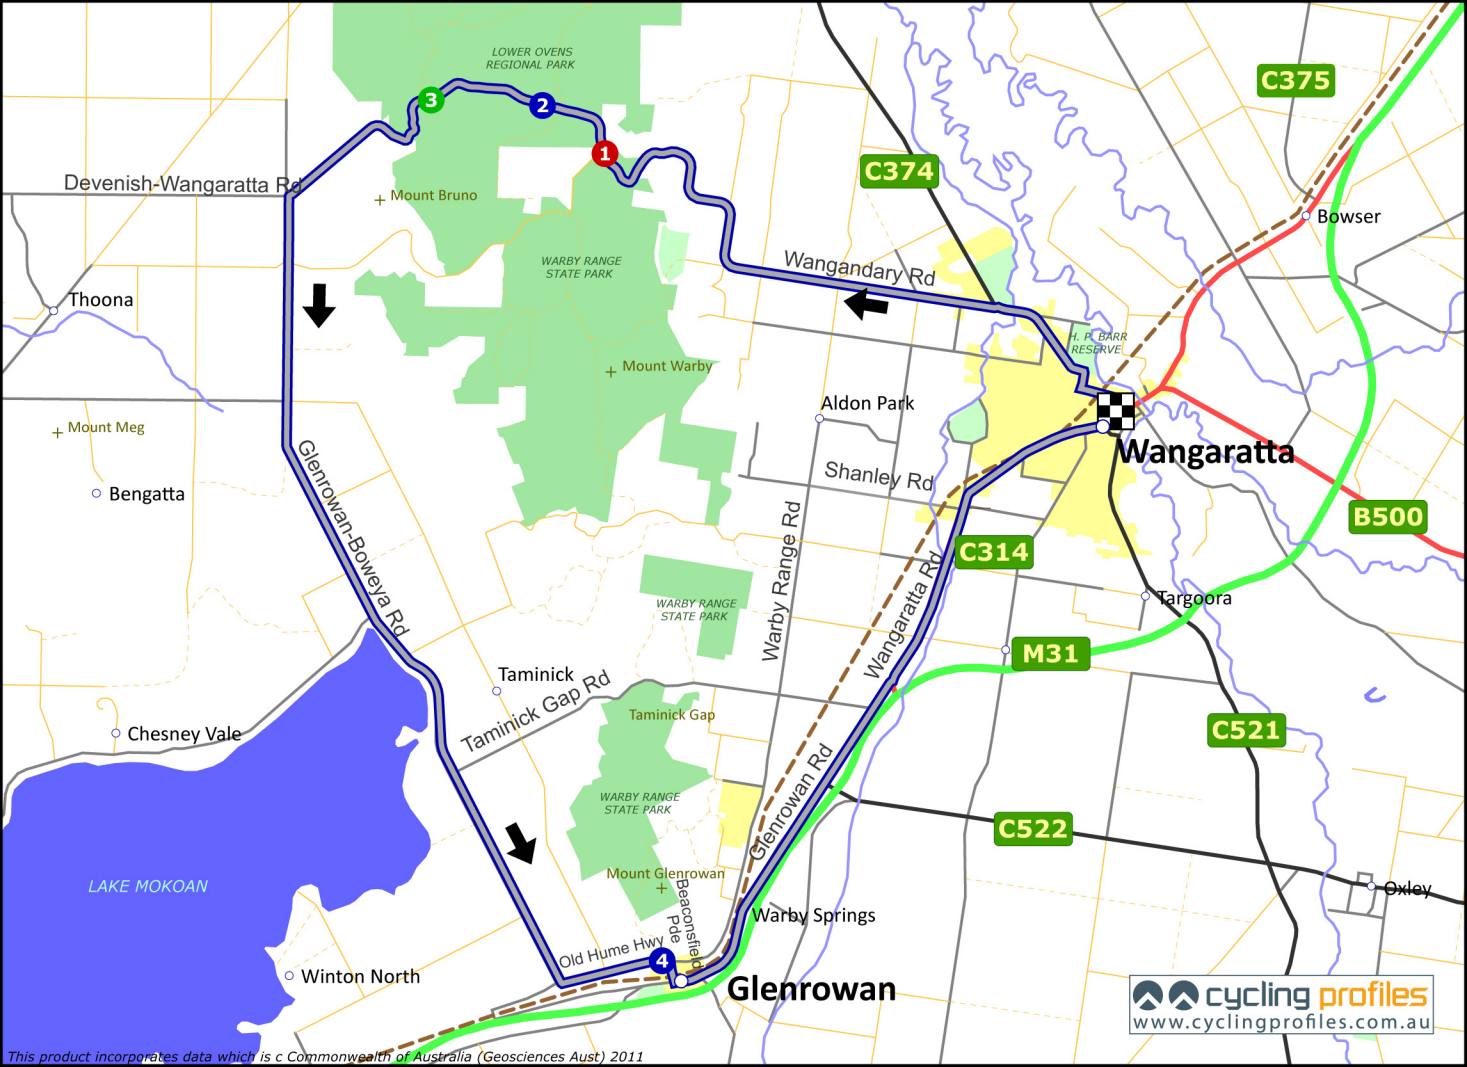 LOWER OVENS
REGIONAL PARK
C375
3
2
1
C374
Devenish-Wangaratta Rd
Mount Bruno
Bowser
WARBY RANGE
STATE PARK
Wangandary Rd
Thoona
H. P. BARR
RESERVE
Mount Warby
Aldon Park
Mount Meg
Wangaratta
Bengatta
Shanley Rd
B500
Glenrowan-Boweya Rd
Warby Range Rd
C314
Wangaratta Rd
WARBY RANGE
STATE PARK
Targoora
M31
Taminick
Taminick Gap Rd
Taminick Gap
Chesney Vale
C521
WARBY RANGE
STATE PARK
Glenrowan Rd
C522
LAKE MOKOAN
Mount Glenrowan
Beaconsfield
Pde
Oxley
Warby Springs
Old Hume Hwy
4
Winton North
Glenrowan
cycling profiles
www.cyclingprofiles.com.au
This product incorporates data which is c Commonwealth of Australia (Geosciences Aust) 2011